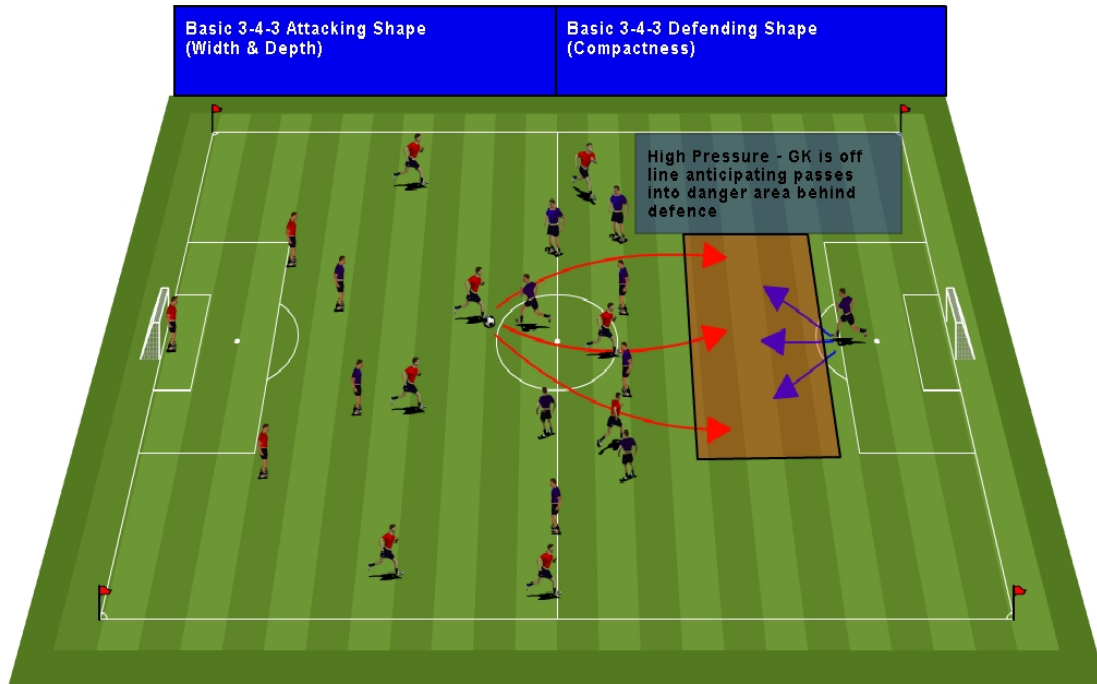 Basic 3-4-3 Attacking Shape
(Width & Depth)
Basic 3-4-3 Defending Shape
(Compactness)
High Pressure - GK is off
line anticipating passes
into danger area behind
defence